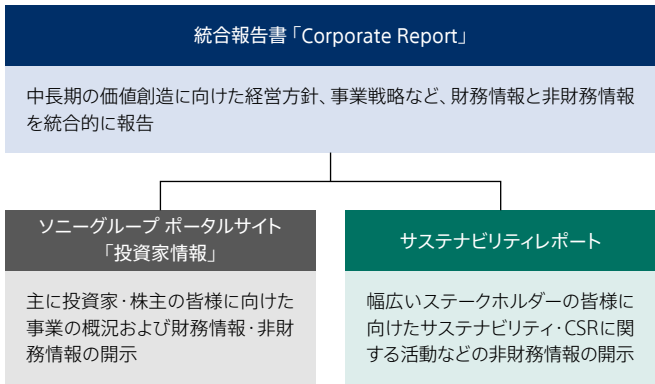 統合報告書「Corporate Report」
中長期の価値創造に向けた経営方針、事業戦略など、財務情報と非財務情報
を統合的に報告
ソニーグループ ポータルサイト
「投資家情報」
主に投資家・株主の皆様に向けた
事業の概況および財務情報・非財
務情報の開示
サステナビリティレポート
幅広いステークホルダーの皆様に
向けたサステナビリティ・CSRに関
する活動などの非財務情報の開示